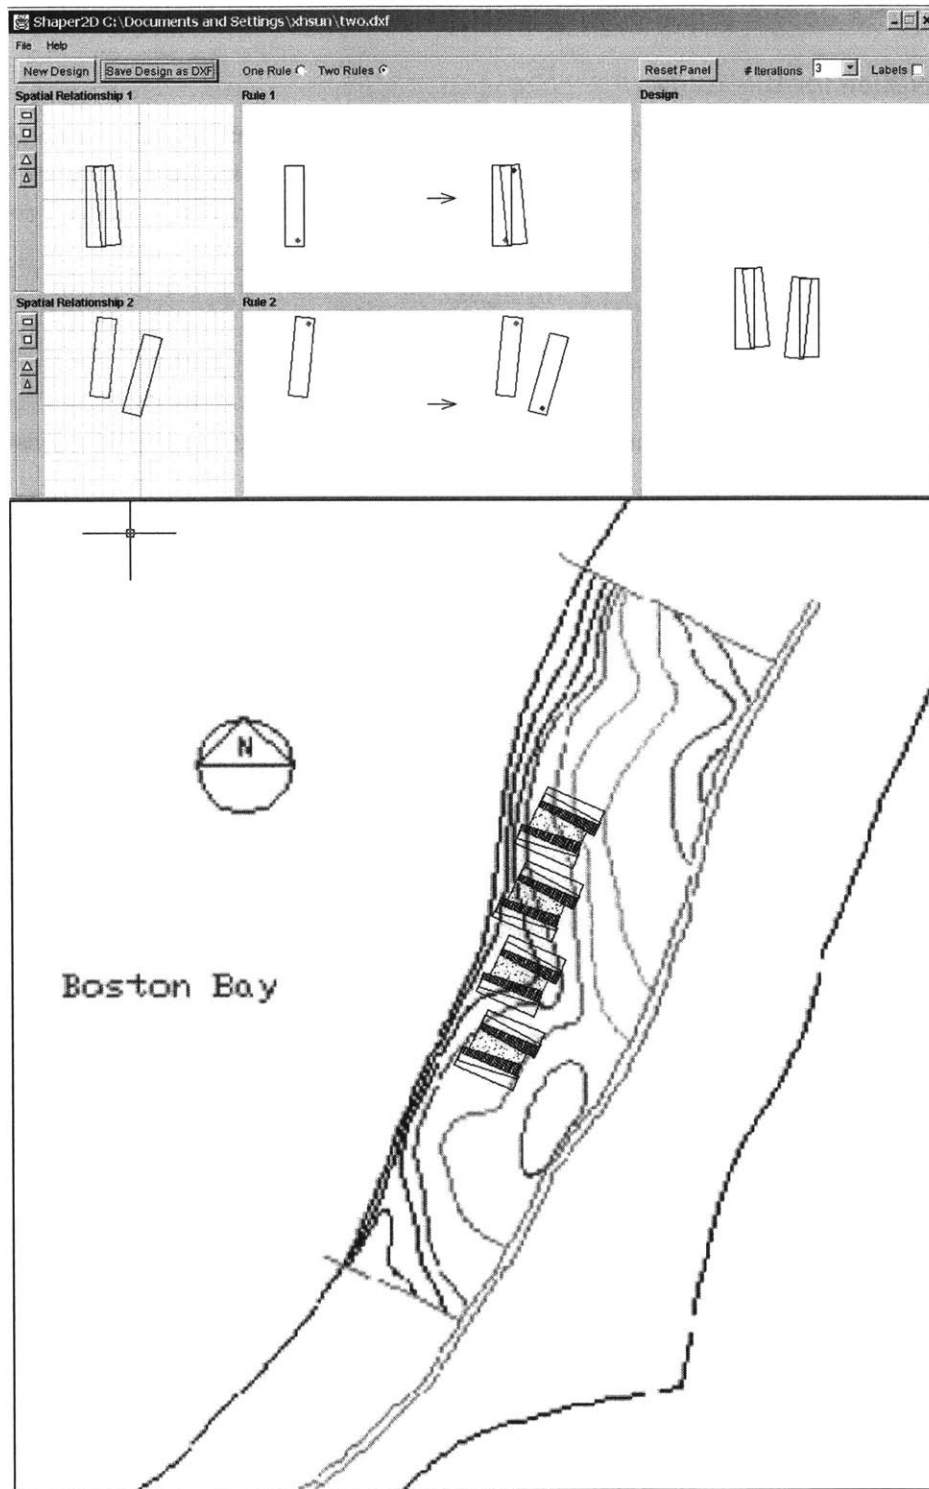 Shaper2D C:\Documents and Settings\xhsun\two.dxf
File Help
New Design Save Design as DXF One Rule Two Rules Reset Panel # Iterations 3 Labels
Spatial Relationship 1 Rule 1 Design
Spatial Relationship 2 Rule 2
N
Boston Bay